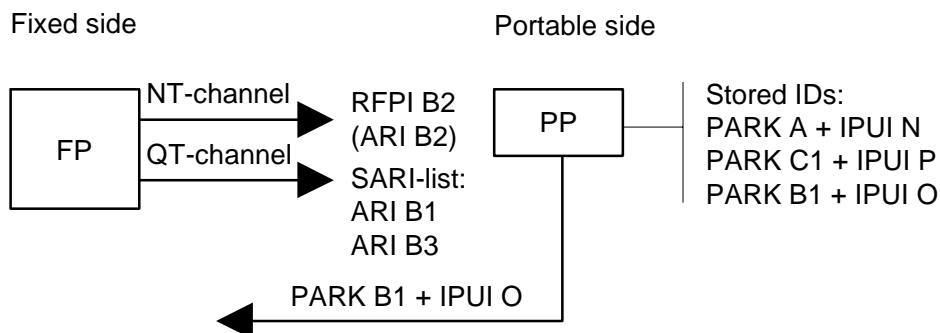 Fixed side
Portable side
FP
NT-channel
QT-channel
RFPI B2
(ARI B2)
SARI-list:
ARI B1
ARI B3
PP
Stored IDs:
PARK A + IPUI N
PARK C1 + IPUI P
PARK B1 + IPUI O
PARK B1 + IPUI O